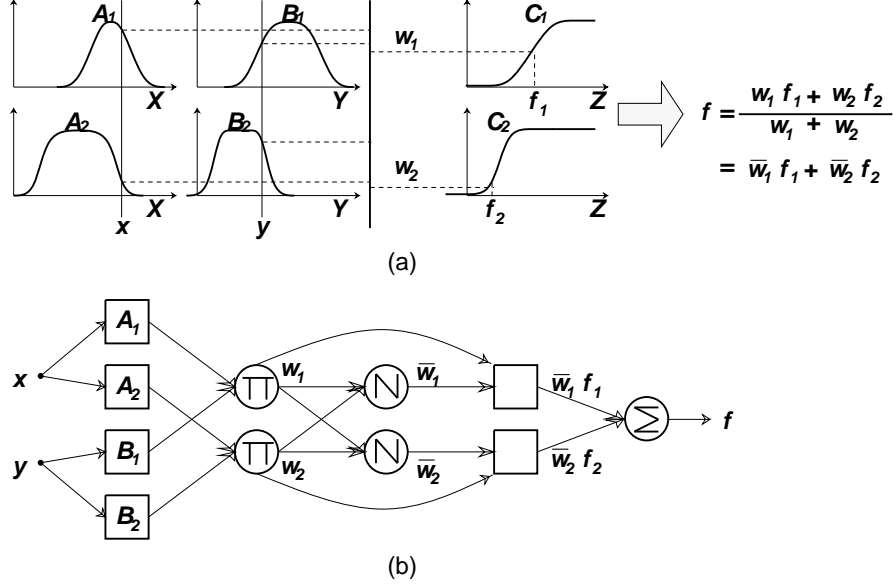 A₁ B₁ w₁ C₁
X Y f₁ Z
f = (w₁ f₁ + w₂ f₂) / (w₁ + w₂)
= w̅₁ f₁ + w̅₂ f₂
A₂ B₂ w₂ C₂
X Y f₂ Z
x y
(a)
A₁
x A₂ Π w₁ N w̅₁ w̅₁ f₁
Σ f
y B₁ Π w₂ N w̅₂ w̅₂ f₂
B₂
(b)